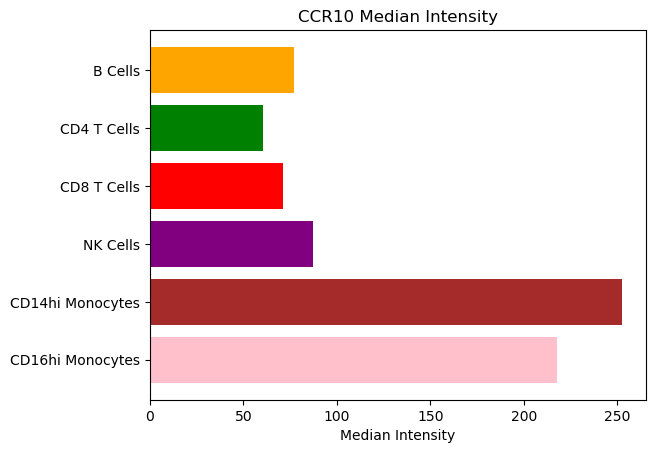 CCR10 Median Intensity
B Cells
CD4 T Cells
CD8 T Cells
NK Cells
CD14hi Monocytes
CD16hi Monocytes
0 50 100 150 200 250
Median Intensity